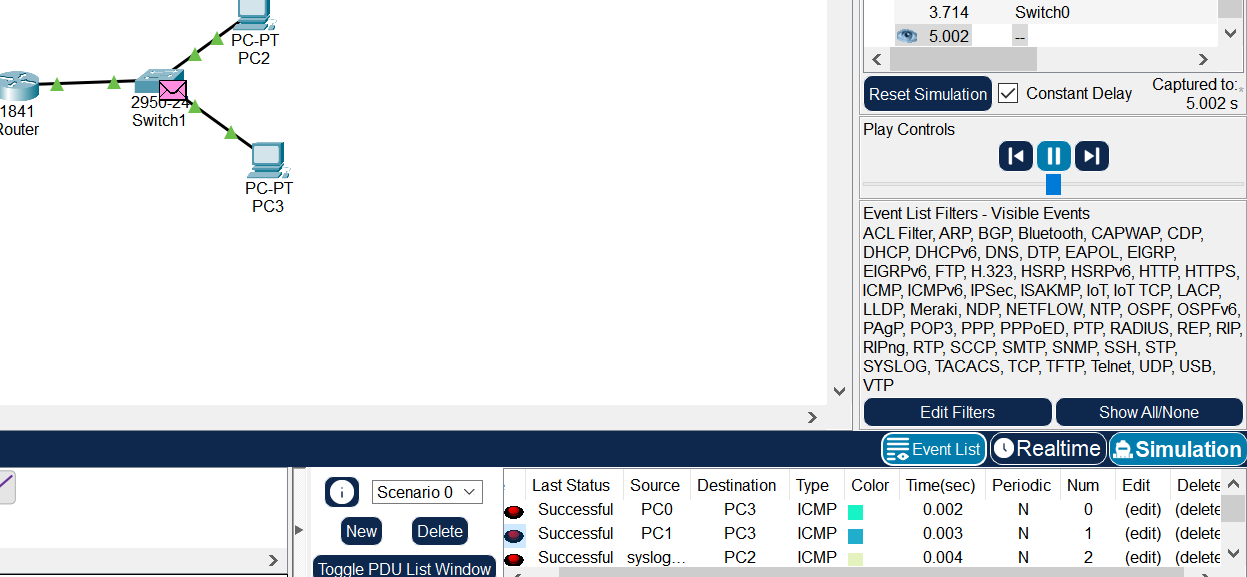 PC-PT
PC2
1841
Router
2950-24
Switch1
PC-PT
PC3
3.714 Switch0
5.002 --
Reset Simulation Constant Delay Captured to:
5.002 s
Play Controls
Event List Filters - Visible Events
ACL Filter, ARP, BGP, Bluetooth, CAPWAP, CDP,
DHCP, DHCPv6, DNS, DTP, EAPOL, EIGRP,
EIGRPv6, FTP, H.323, HSRP, HSRPv6, HTTP, HTTPS,
ICMP, ICMPv6, IPSec, ISAKMP, IoT, IoT TCP, LACP,
LLDP, Meraki, NDP, NETFLOW, NTP, OSPF, OSPFv6,
PAgP, POP3, PPP, PPPoED, PTP, RADIUS, REP, RIP,
RIPng, RTP, SCCP, SMTP, SNMP, SSH, STP,
SYSLOG, TACACS, TCP, TFTP, Telnet, UDP, USB,
VTP
Edit Filters Show All/None
Event List Realtime Simulation
Scenario 0
New Delete
Toggle PDU List Window
Last Status Source Destination Type Color Time(sec) Periodic Num Edit Delete
Successful PC0 PC3 ICMP 0.002 N 0 (edit) (delete
Successful PC1 PC3 ICMP 0.003 N 1 (edit) (delete
Successful syslog... PC2 ICMP 0.004 N 2 (edit) (delete